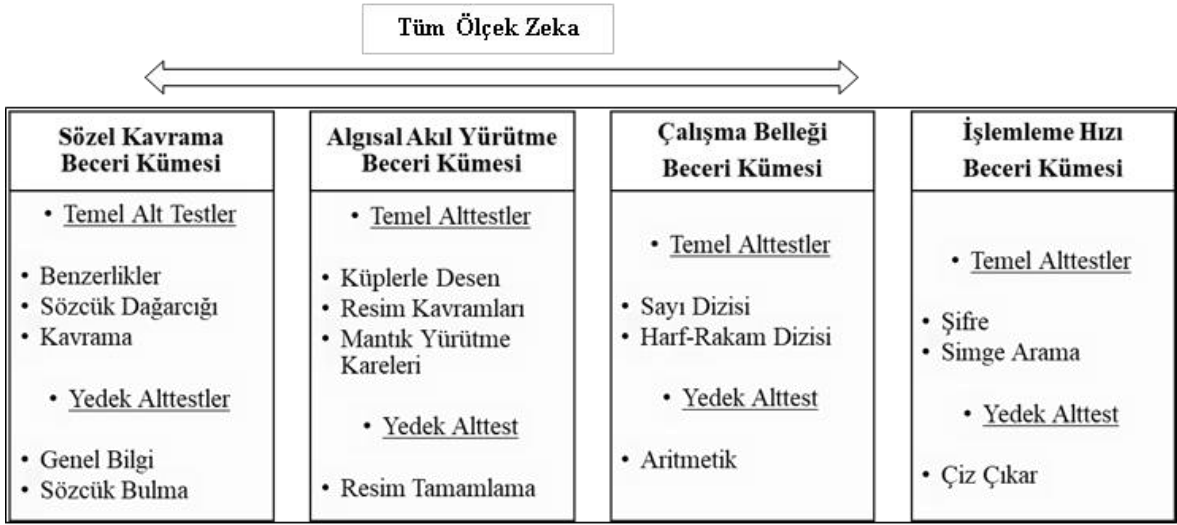 Tüm Ölçek Zeka
Sözel Kavrama
Beceri Kümesi
• Temel Alt Testler
• Benzerlikler
• Sözcük Dağarcığı
• Kavrama
• Yedek Alttestler
• Genel Bilgi
• Sözcük Bulma
Algısal Akıl Yürütme
Beceri Kümesi
• Temel Alttestler
• Küplerle Desen
• Resim Kavramları
• Mantık Yürütme
Kareleri
• Yedek Alttest
• Resim Tamamlama
Çalışma Belleği
Beceri Kümesi
• Temel Alttestler
• Sayı Dizisi
• Harf-Rakam Dizisi
• Yedek Alttest
• Aritmetik
İşlemleme Hızı
Beceri Kümesi
• Temel Alttestler
• Şifre
• Simge Arama
• Yedek Alttest
• Çiz Çıkar